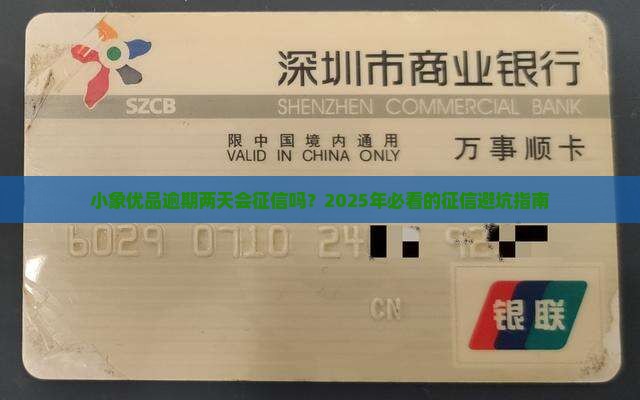 深圳市商业银行
SZCB
SHENZHEN COMMERCIAL BANK
限中国境内通用
VALID IN CHINA ONLY
万事顺卡
小象优品逾期两天会征信吗？2025年必看的征信避坑指南
6029 0710 24
CN
银联